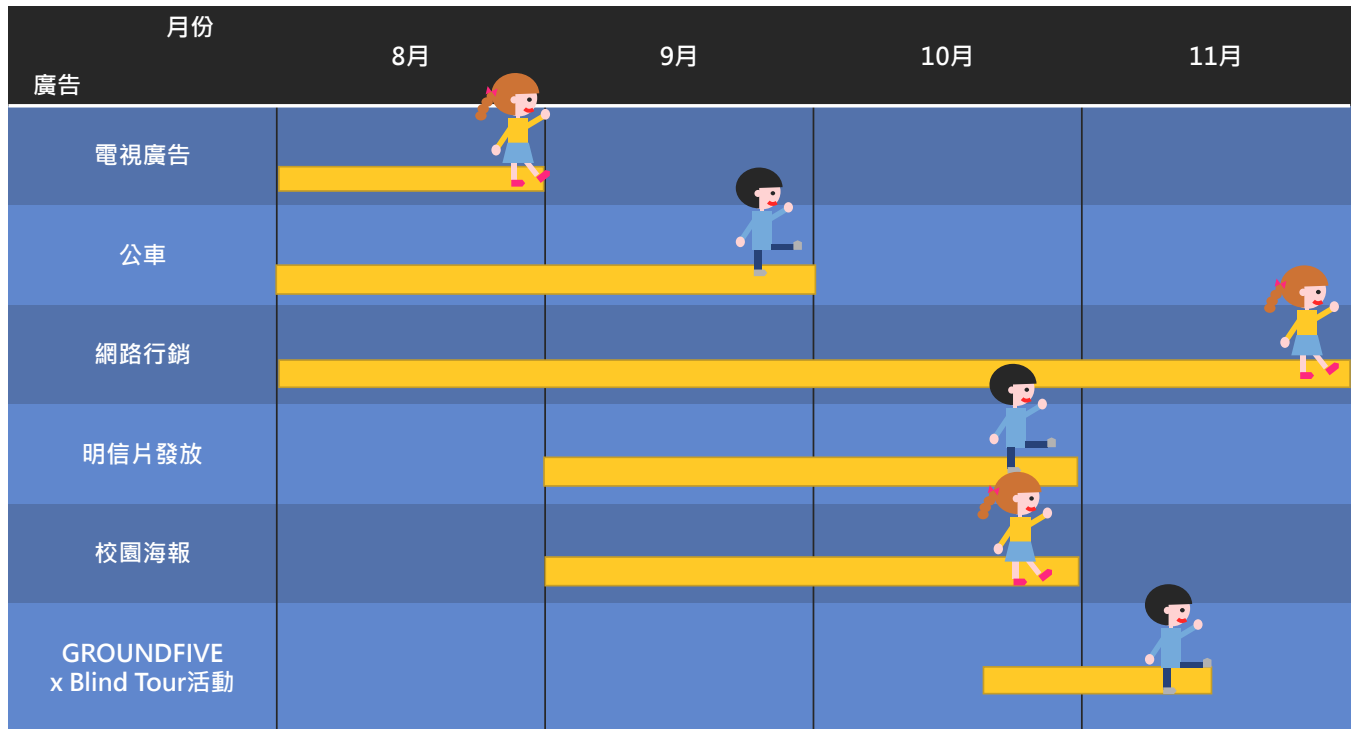 月份
8月
9月
10月
11月
廣告
電視廣告
公車
網路行銷
明信片發放
校園海報
GROUNDFIVE
x Blind Tour活動